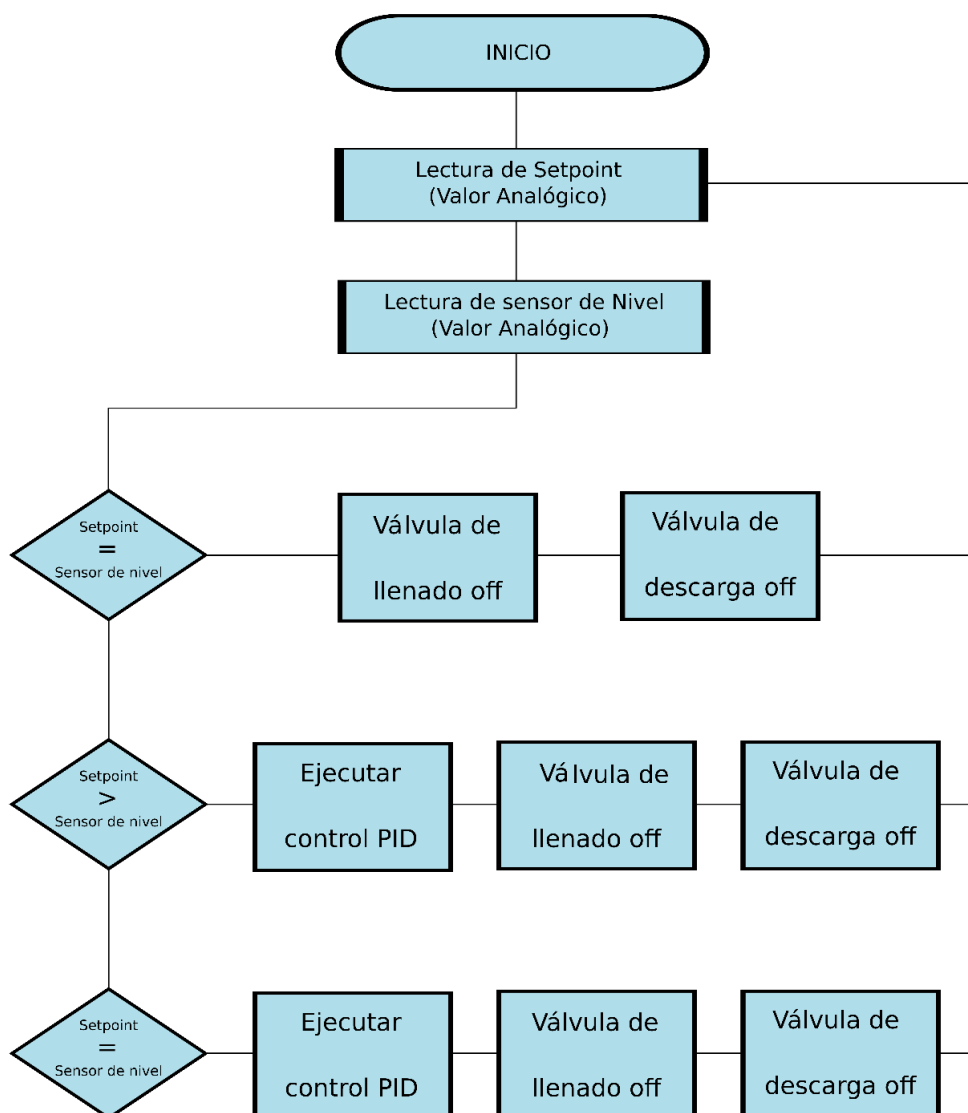 INICIO
Lectura de Setpoint
(Valor Analógico)
Lectura de sensor de Nivel
(Valor Analógico)
Setpoint
=
Sensor de nivel
Válvula de
llenado off
Válvula de
descarga off
Setpoint
>
Sensor de nivel
Ejecutar
control PID
Válvula de
llenado off
Válvula de
descarga off
Setpoint
=
Sensor de nivel
Ejecutar
control PID
Válvula de
llenado off
Válvula de
descarga off